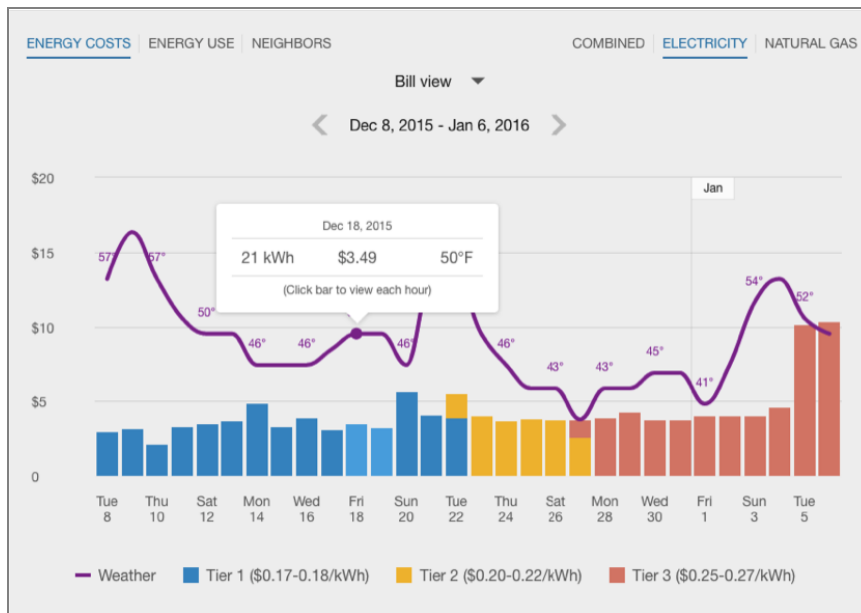 ENERGY COSTS ENERGY USE NEIGHBORS COMBINED ELECTRICITY NATURAL GAS
Bill view
Dec 8, 2015 - Jan 6, 2016
$20
Jan
Dec 18, 2015
21 kWh $3.49 50°F
(Click bar to view each hour)
$15
57° 57° 54°
50° 52°
$10
46° 46° 46° 46° 45°
43° 43° 41°
$5
0
Tue Thu Sat Mon Wed Fri Sun Tue Thu Sat Mon Wed Fri Sun Tue
8 10 12 14 16 18 20 22 24 26 28 30 1 3 5
Weather Tier 1 ($0.17-0.18/kWh) Tier 2 ($0.20-0.22/kWh) Tier 3 ($0.25-0.27/kWh)